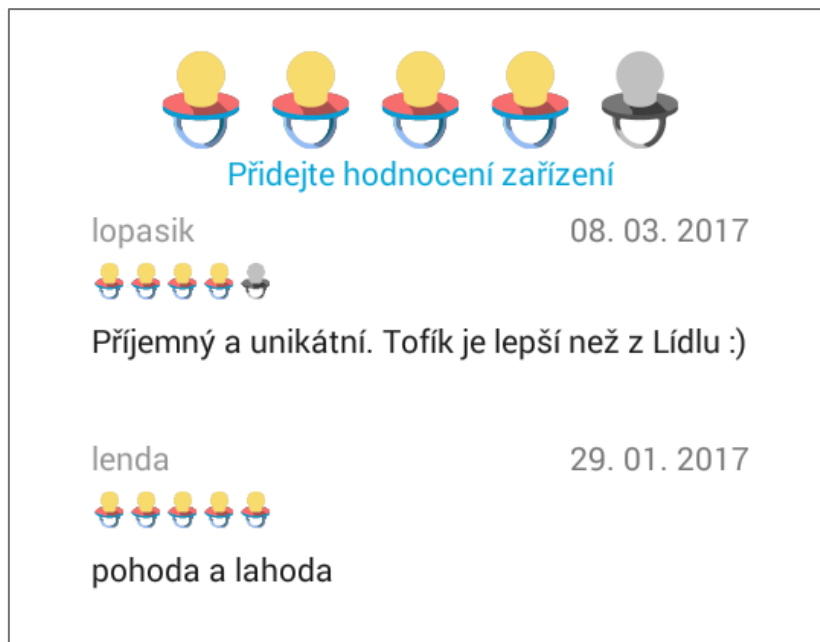 Přidejte hodnocení zařízení
lopasik 08. 03. 2017
Příjemný a unikátní. Tofík je lepší než z Lídlu :)
lenda 29. 01. 2017
pohoda a lahoda